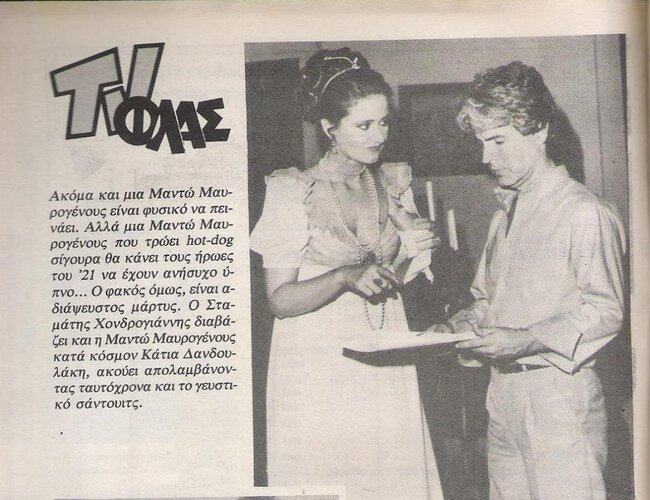 TV
ΦΛΑΣ
Ακόμα και μια Μαντώ Μαυ-
ρογένους είναι φυσικό να πει-
νάει. Αλλά μια Μαντώ Μαυ-
ρογένους που τρώει hot-dog
σίγουρα θα κάνει τους ήρωες
του '21 να έχουν ανήσυχο ύ-
πνο... Ο φακός όμως, είναι α-
διάψευστος μάρτυς. Ο Στα-
μάτης Χονδρογιάννης διαβά-
ζει και η Μαντώ Μαυρογένους
κατά κόσμον Κάτια Δανδου-
λάκη, ακούει απολαμβάνον-
τας ταυτόχρονα και το γευστι-
κό σάντουιτς.